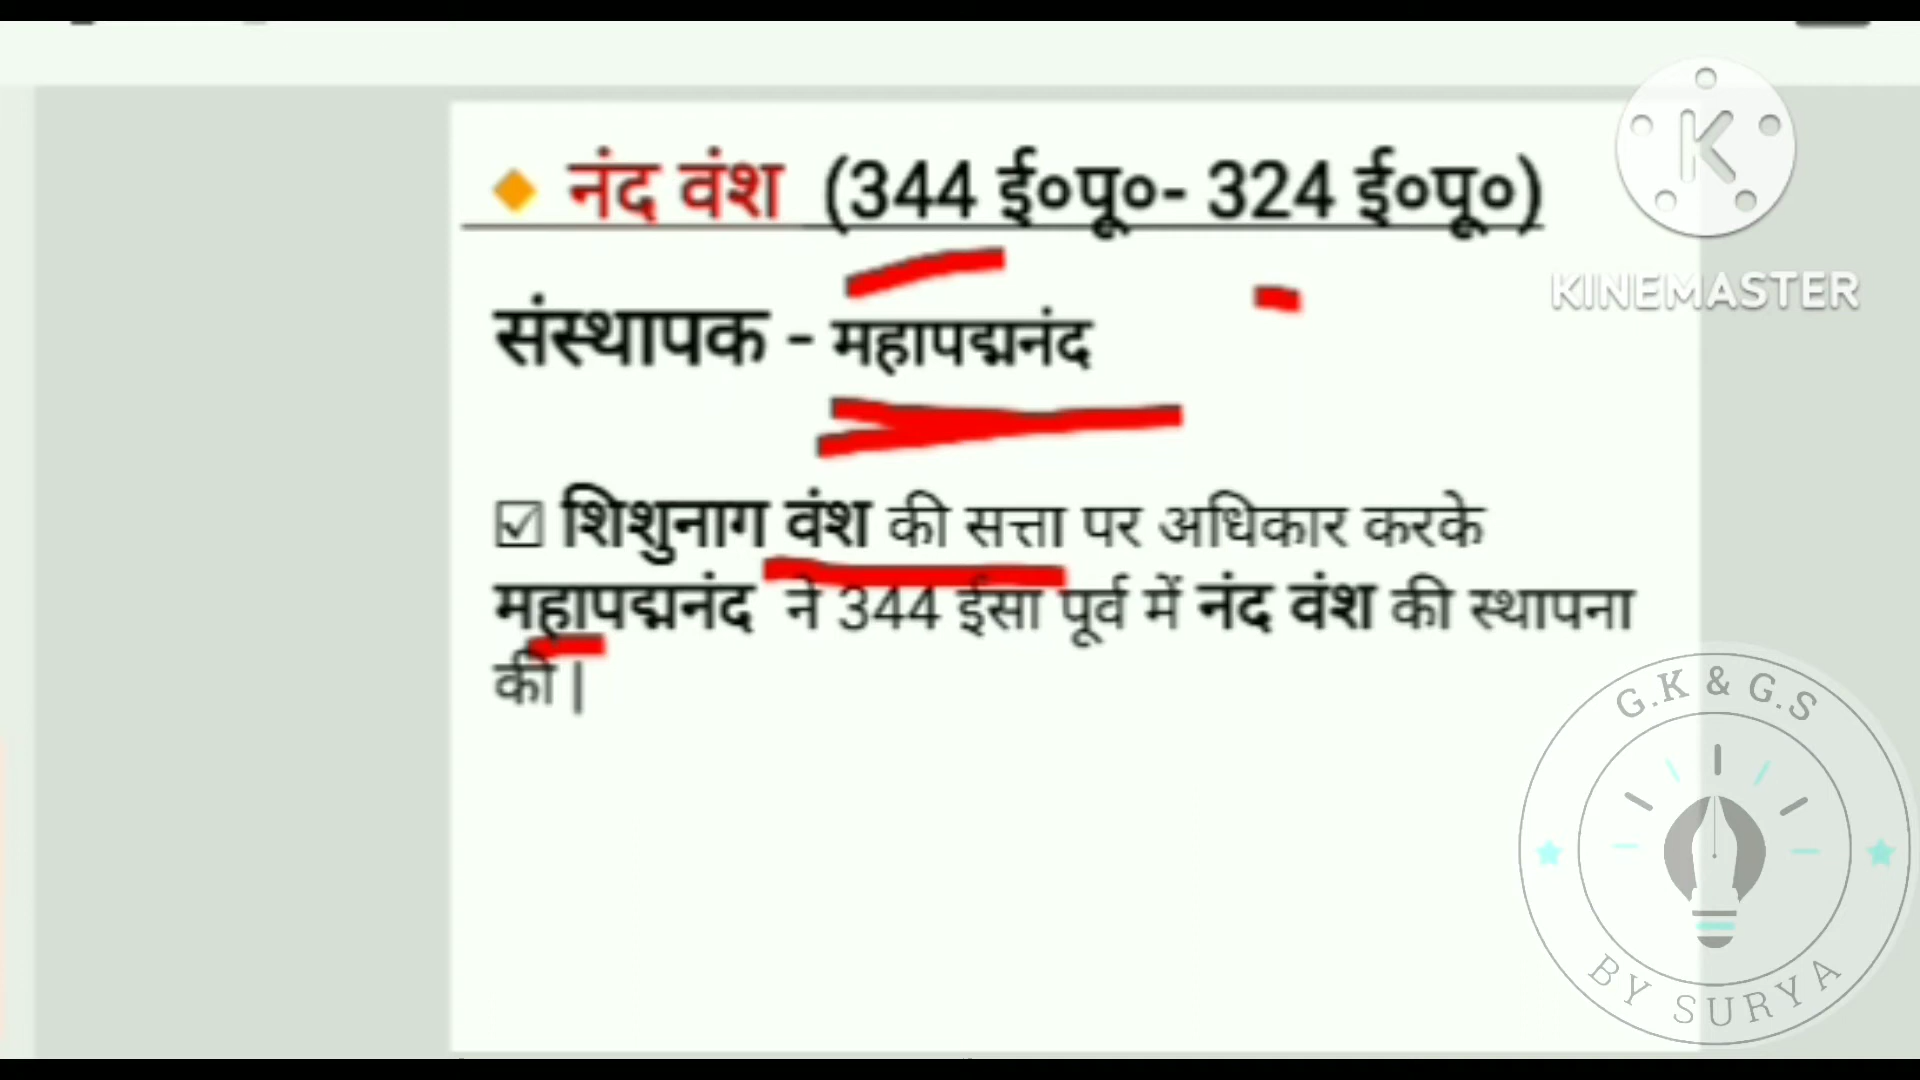 🔸 नंद वंश (344 ई०पू०- 324 ई०पू०)
K
KINEMASTER
संस्थापक - महापद्मनंद
☑ शिशुनाग वंश की सत्ता पर अधिकार करके
महापद्मनंद ने 344 ईसा पूर्व में नंद वंश की स्थापना
की |
G.K & G.S
BY SURYA